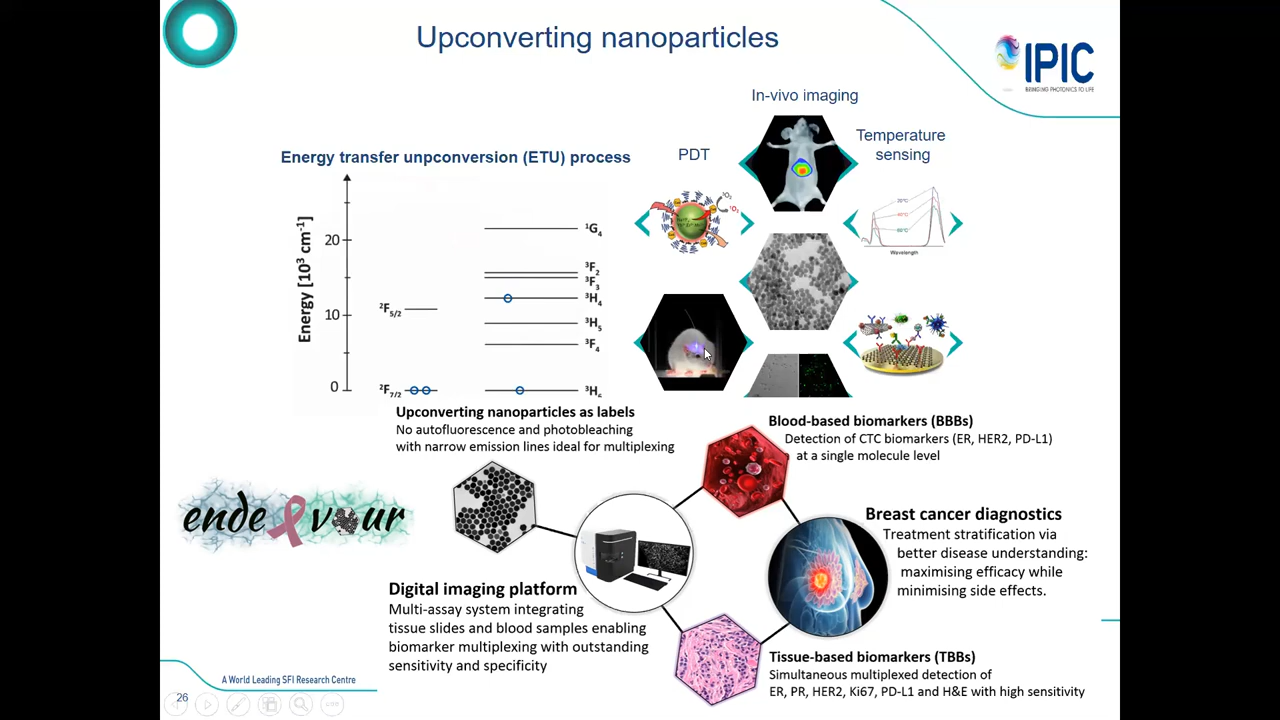 Upconverting nanoparticles
IPIC
BRINGING PHOTONICS TO LIFE
In-vivo imaging
Temperature
sensing
PDT
Energy transfer unpconversion (ETU) process
Energy [10³ cm⁻¹]
20
10
0
²F₅/₂
²F₇/₂
¹G₄
³F₂
³F₃
³H₄
³H₅
³F₄
³H₆
Wavelength
Upconverting nanoparticles as labels
No autofluorescence and photobleaching
with narrow emission lines ideal for multiplexing
Blood-based biomarkers (BBBs)
Detection of CTC biomarkers (ER, HER2, PD-L1)
at a single molecule level
endeavour
Breast cancer diagnostics
Treatment stratification via
better disease understanding:
maximising efficacy while
minimising side effects.
Digital imaging platform
Multi-assay system integrating
tissue slides and blood samples enabling
biomarker multiplexing with outstanding
sensitivity and specificity
Tissue-based biomarkers (TBBs)
Simultaneous multiplexed detection of
ER, PR, HER2, Ki67, PD-L1 and H&E with high sensitivity
A World Leading SFI Research Centre
26